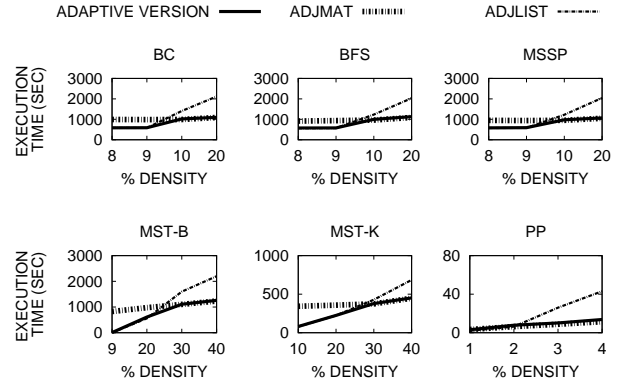 ADAPTIVE VERSION ADJMAT ADJLIST
BC BFS MSSP
EXECUTION TIME (SEC)
3000 3000 3000
2000 2000 2000
1000 1000 1000
0 0 0
8 9 10 20 8 9 10 20 8 9 10 20
% DENSITY % DENSITY % DENSITY
MST-B MST-K PP
EXECUTION TIME (SEC)
3000 1000 80
2000 500 40
1000 0 0
0
9 20 30 40 10 20 30 40 1 2 3 4
% DENSITY % DENSITY % DENSITY